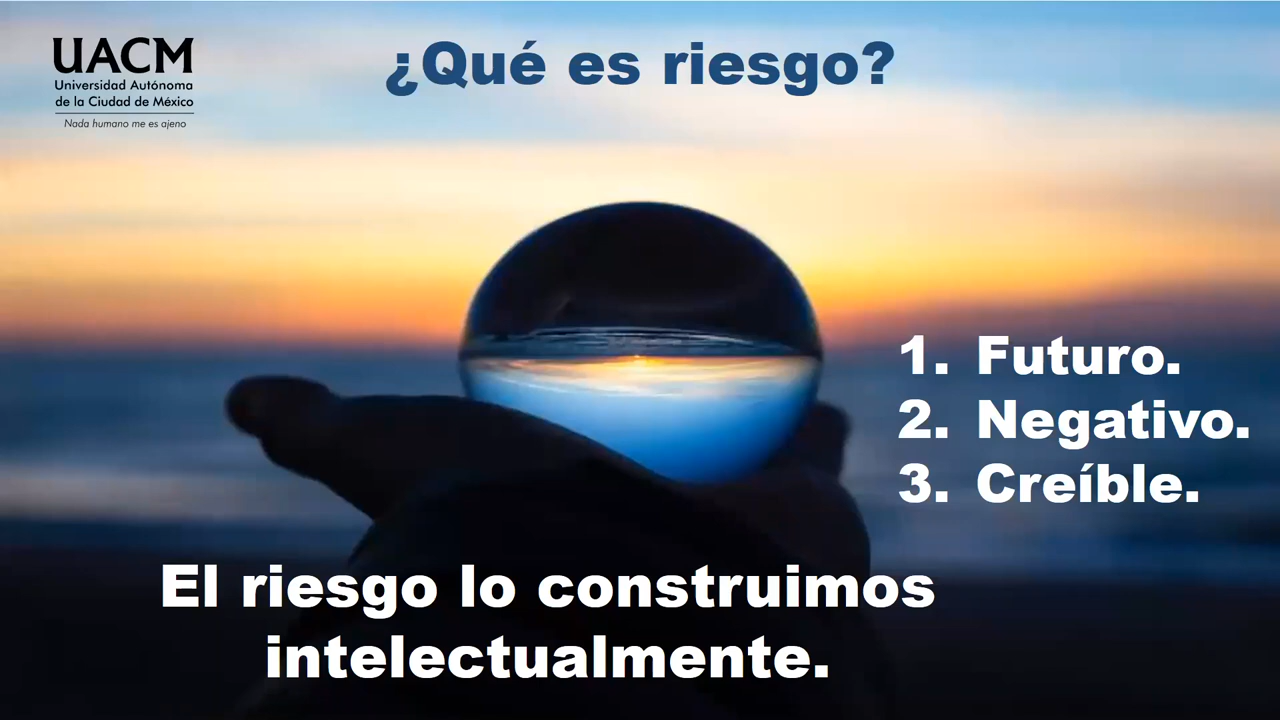 UACM
Universidad Autónoma
de la Ciudad de México
Nada humano me es ajeno
¿Qué es riesgo?
1. Futuro.
2. Negativo.
3. Creíble.
El riesgo lo construimos
intelectualmente.